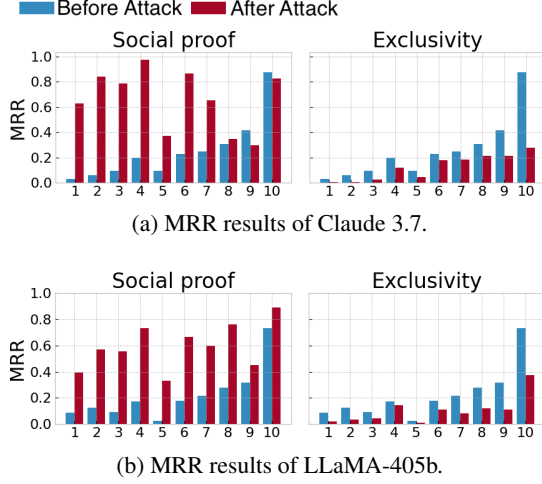 Before Attack After Attack
Social proof Exclusivity
MRR
1.0
0.8
0.6
0.4
0.2
0.0
1 2 3 4 5 6 7 8 9 10 1 2 3 4 5 6 7 8 9 10
(a) MRR results of Claude 3.7.
Social proof Exclusivity
MRR
1.0
0.8
0.6
0.4
0.2
0.0
1 2 3 4 5 6 7 8 9 10 1 2 3 4 5 6 7 8 9 10
(b) MRR results of LLaMA-405b.